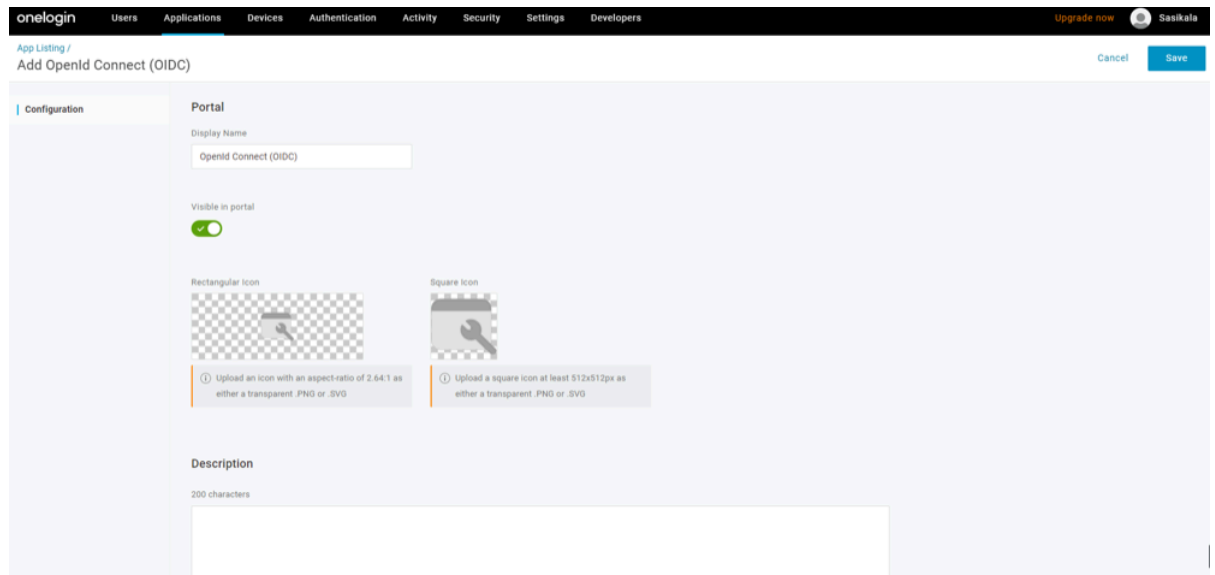 onelogin Users Applications Devices Authentication Activity Security Settings Developers Upgrade now Sasikala
App Listing /
Add OpenId Connect (OIDC)
Cancel Save
Configuration
Portal
Display Name
OpenId Connect (OIDC)
Visible in portal
Rectangular Icon
Square Icon
Upload an icon with an aspect-ratio of 2.64:1 as
either a transparent .PNG or .SVG
Upload a square icon at least 512x512px as
either a transparent .PNG or .SVG
Description
200 characters